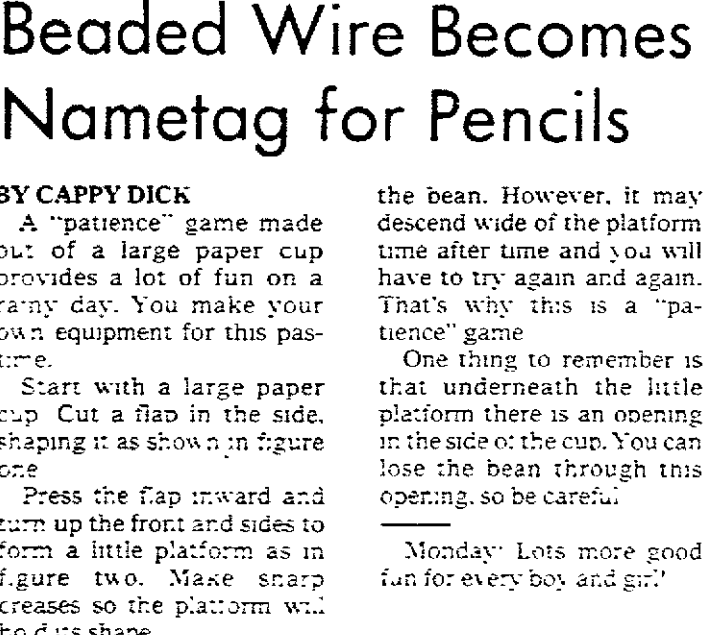 Beaded Wire Becomes
Nametag for Pencils
BY CAPPY DICK
A "patience" game made
out of a large paper cup
provides a lot of fun on a
rainy day. You make your
own equipment for this pas-
time.
Start with a large paper
cup. Cut a flap in the side,
shaping it as shown in figure
one
Press the flap inward and
turn up the front and sides to
form a little platform as in
figure two. Make sharp
creases so the platform will
hold its shape
the bean. However, it may
descend wide of the platform
time after time and you will
have to try again and again.
That's why this is a "pa-
tience" game
One thing to remember is
that underneath the little
platform there is an opening
in the side of the cup. You can
lose the bean through this
opening, so be careful
Monday: Lots more good
fun for every boy and girl!